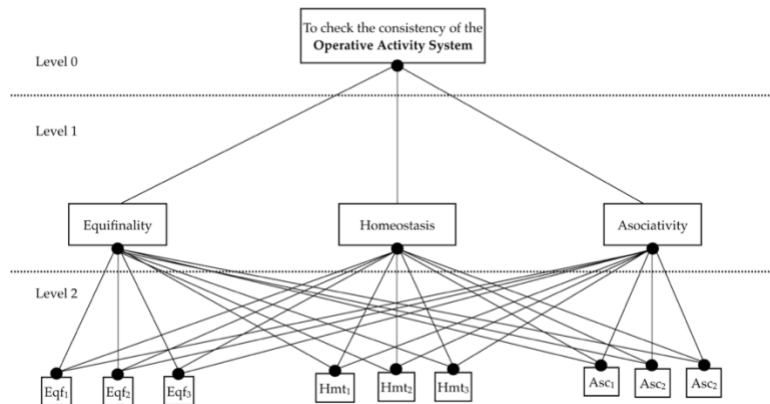 To check the consistency of the
Operative Activity System
Level 0
Level 1
Equifinality
Homeostasis
Asociativity
Level 2
Eqf₁
Eqf₂
Eqf₃
Hmt₁
Hmt₂
Hmt₃
Asc₁
Asc₂
Asc₂